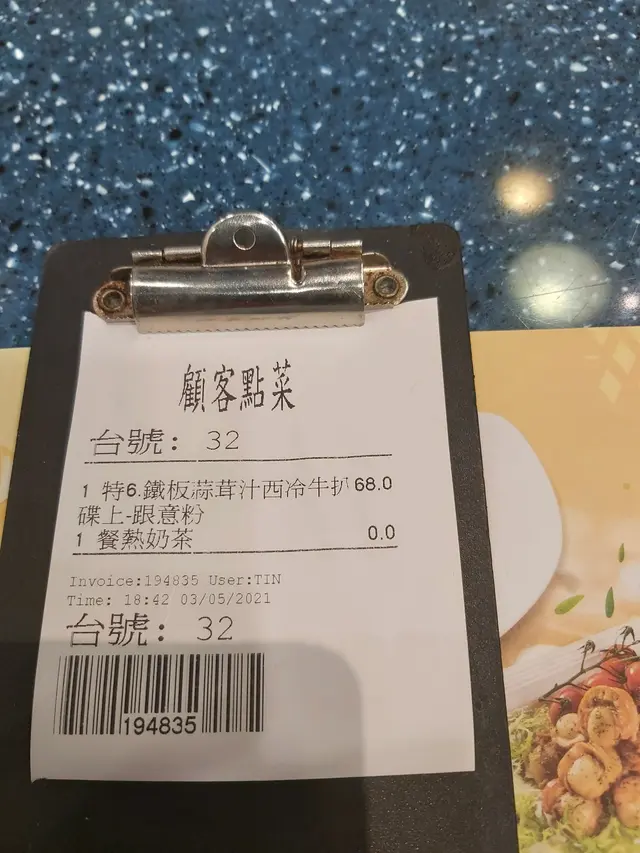 顧客點菜
台號: 32
1 特6.鐵板蒜茸汁西冷牛扒 68.0
碟上-跟意粉
1 餐熱奶茶 0.0
Invoice:194835 User:TIN
Time: 18:42 03/05/2021
台號: 32
194835